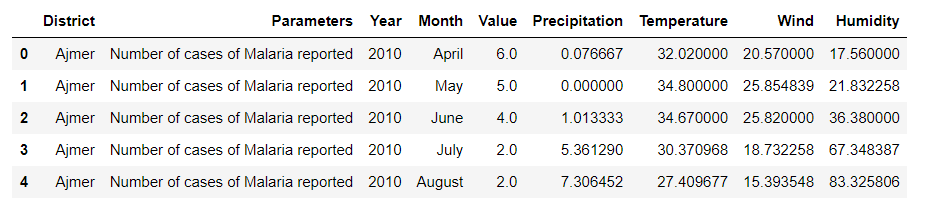 District Parameters Year Month Value Precipitation Temperature Wind Humidity
0 Ajmer Number of cases of Malaria reported 2010 April 6.0 0.076667 32.020000 20.570000 17.560000
1 Ajmer Number of cases of Malaria reported 2010 May 5.0 0.000000 34.800000 25.854839 21.832258
2 Ajmer Number of cases of Malaria reported 2010 June 4.0 1.013333 34.670000 25.820000 36.380000
3 Ajmer Number of cases of Malaria reported 2010 July 2.0 5.361290 30.370968 18.732258 67.348387
4 Ajmer Number of cases of Malaria reported 2010 August 2.0 7.306452 27.409677 15.393548 83.325806